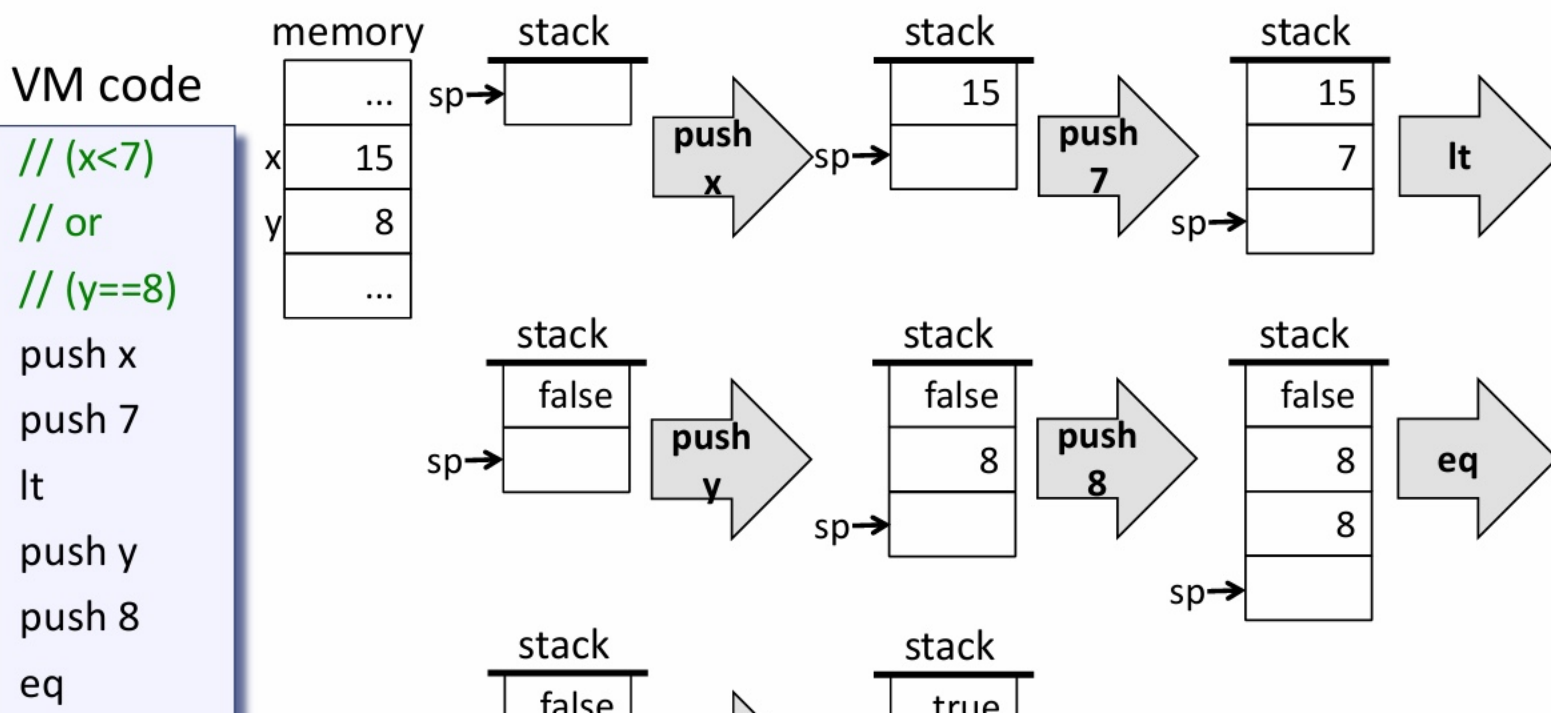 VM code
// (x<7)
// or
// (y==8)
push x
push 7
lt
push y
push 8
eq
memory
...
x 15
y 8
...
stack
sp
push
x
stack
15
sp
push
7
stack
15
7
sp
lt
stack
false
sp
push
y
stack
false
8
sp
push
8
stack
false
8
8
sp
eq
stack
false
stack
true